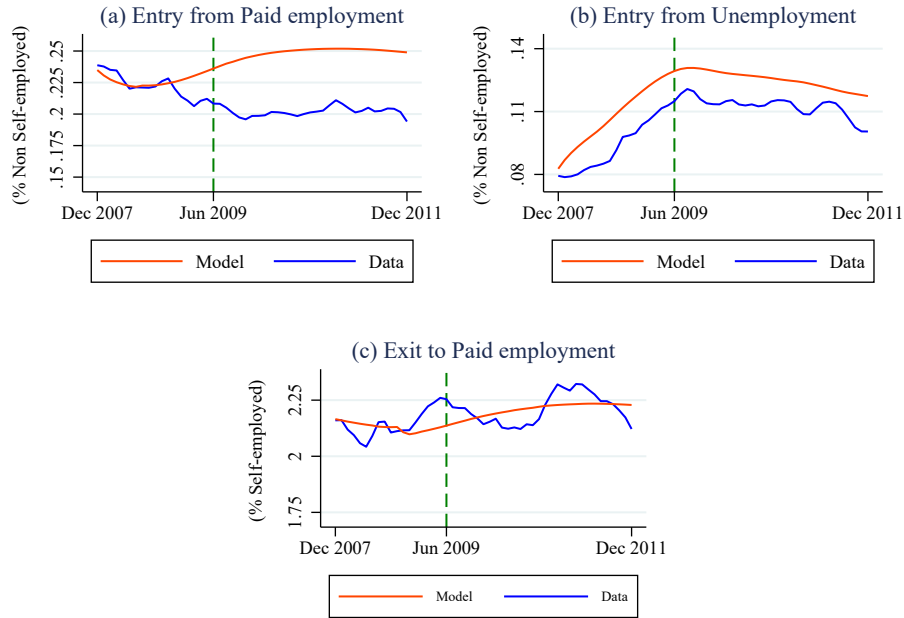 (a) Entry from Paid employment
(% Non Self-employed)
.25
.225
.2
.175
.15
Dec 2007
Jun 2009
Dec 2011
Model
Data
(b) Entry from Unemployment
(% Non Self-employed)
.14
.11
.08
Dec 2007
Jun 2009
Dec 2011
Model
Data
(c) Exit to Paid employment
(% Self-employed)
2.25
2
1.75
Dec 2007
Jun 2009
Dec 2011
Model
Data